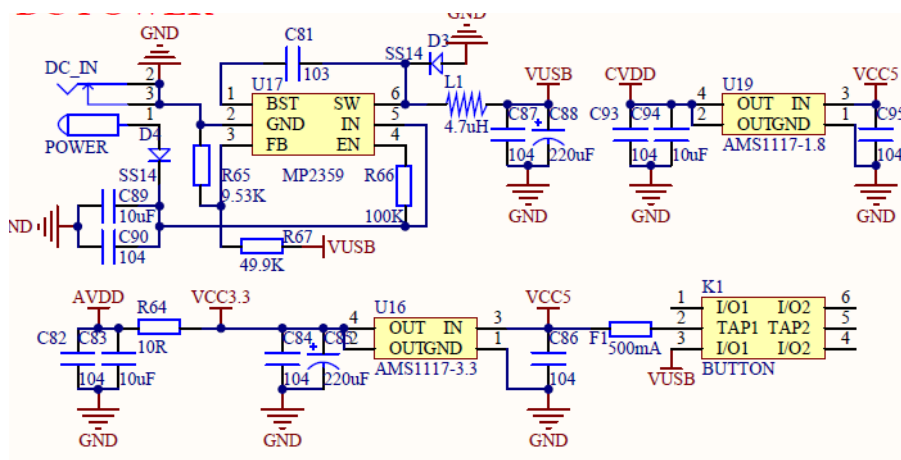 GND
DC_IN
2
3
1
POWER
D4
SS14
C89
10uF
C90
104
GND
C81
103
U17
1 BST SW 6
2 GND IN 5
3 FB EN 4
MP2359
R65
9.53K
R66
100K
R67
49.9K
VUSB
SS14
D3
GND
L1
4.7uH
VUSB
C87
104
C88
220uF
GND
CVDD
C93
104
C94
10uF
GND
U19
4 OUT IN 3
2 OUTGND 1
AMS1117-1.8
VCC5
C95
104
GND
AVDD
C82
104
C83
10uF
GND
R64
10R
VCC3.3
C84
104
C85
220uF
GND
U16
4 OUT IN 3
2 OUTGND 1
AMS1117-3.3
VCC5
C86
104
GND
F1
500mA
K1
1 I/O1 I/O2 6
2 TAP1 TAP2 5
3 I/O1 I/O2 4
BUTTON
VUSB